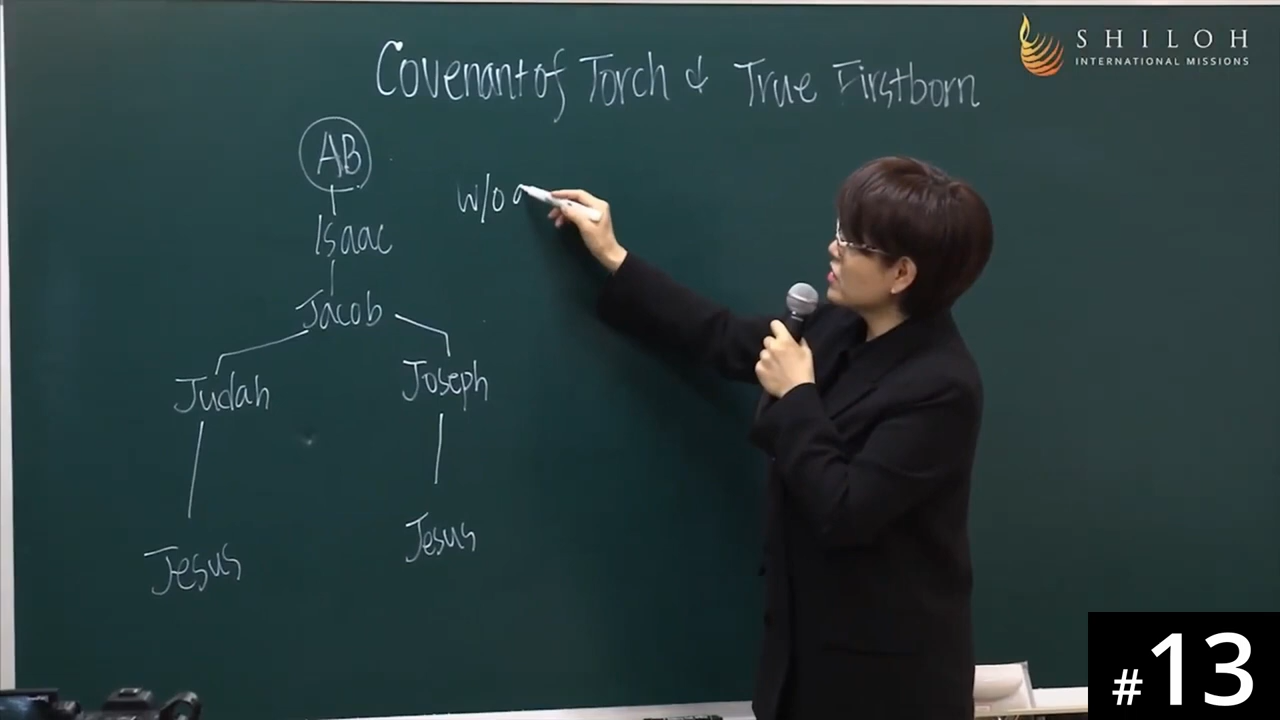 SHILOH
INTERNATIONAL MISSIONS
Covenant of Torch & True Firstborn
AB
w/o a
Isaac
Jacob
Judah
Joseph
Jesus
Jesus
#13